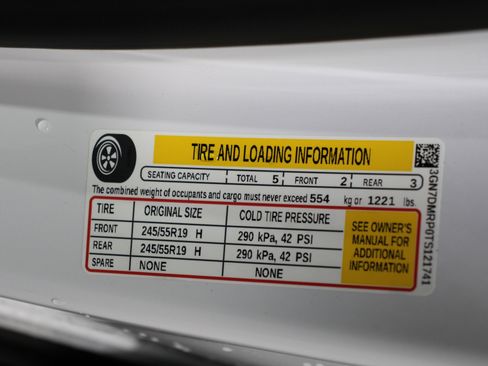 TIRE AND LOADING INFORMATION
SEATING CAPACITY TOTAL 5 FRONT 2 REAR 3
The combined weight of occupants and cargo must never exceed 554 kg or 1221 lbs.
TIRE ORIGINAL SIZE COLD TIRE PRESSURE
FRONT 245/55R19 H 290 kPa, 42 PSI
REAR 245/55R19 H 290 kPa, 42 PSI
SPARE NONE NONE
SEE OWNER'S
MANUAL FOR
ADDITIONAL
INFORMATION
3GN7DMRP0TS121741